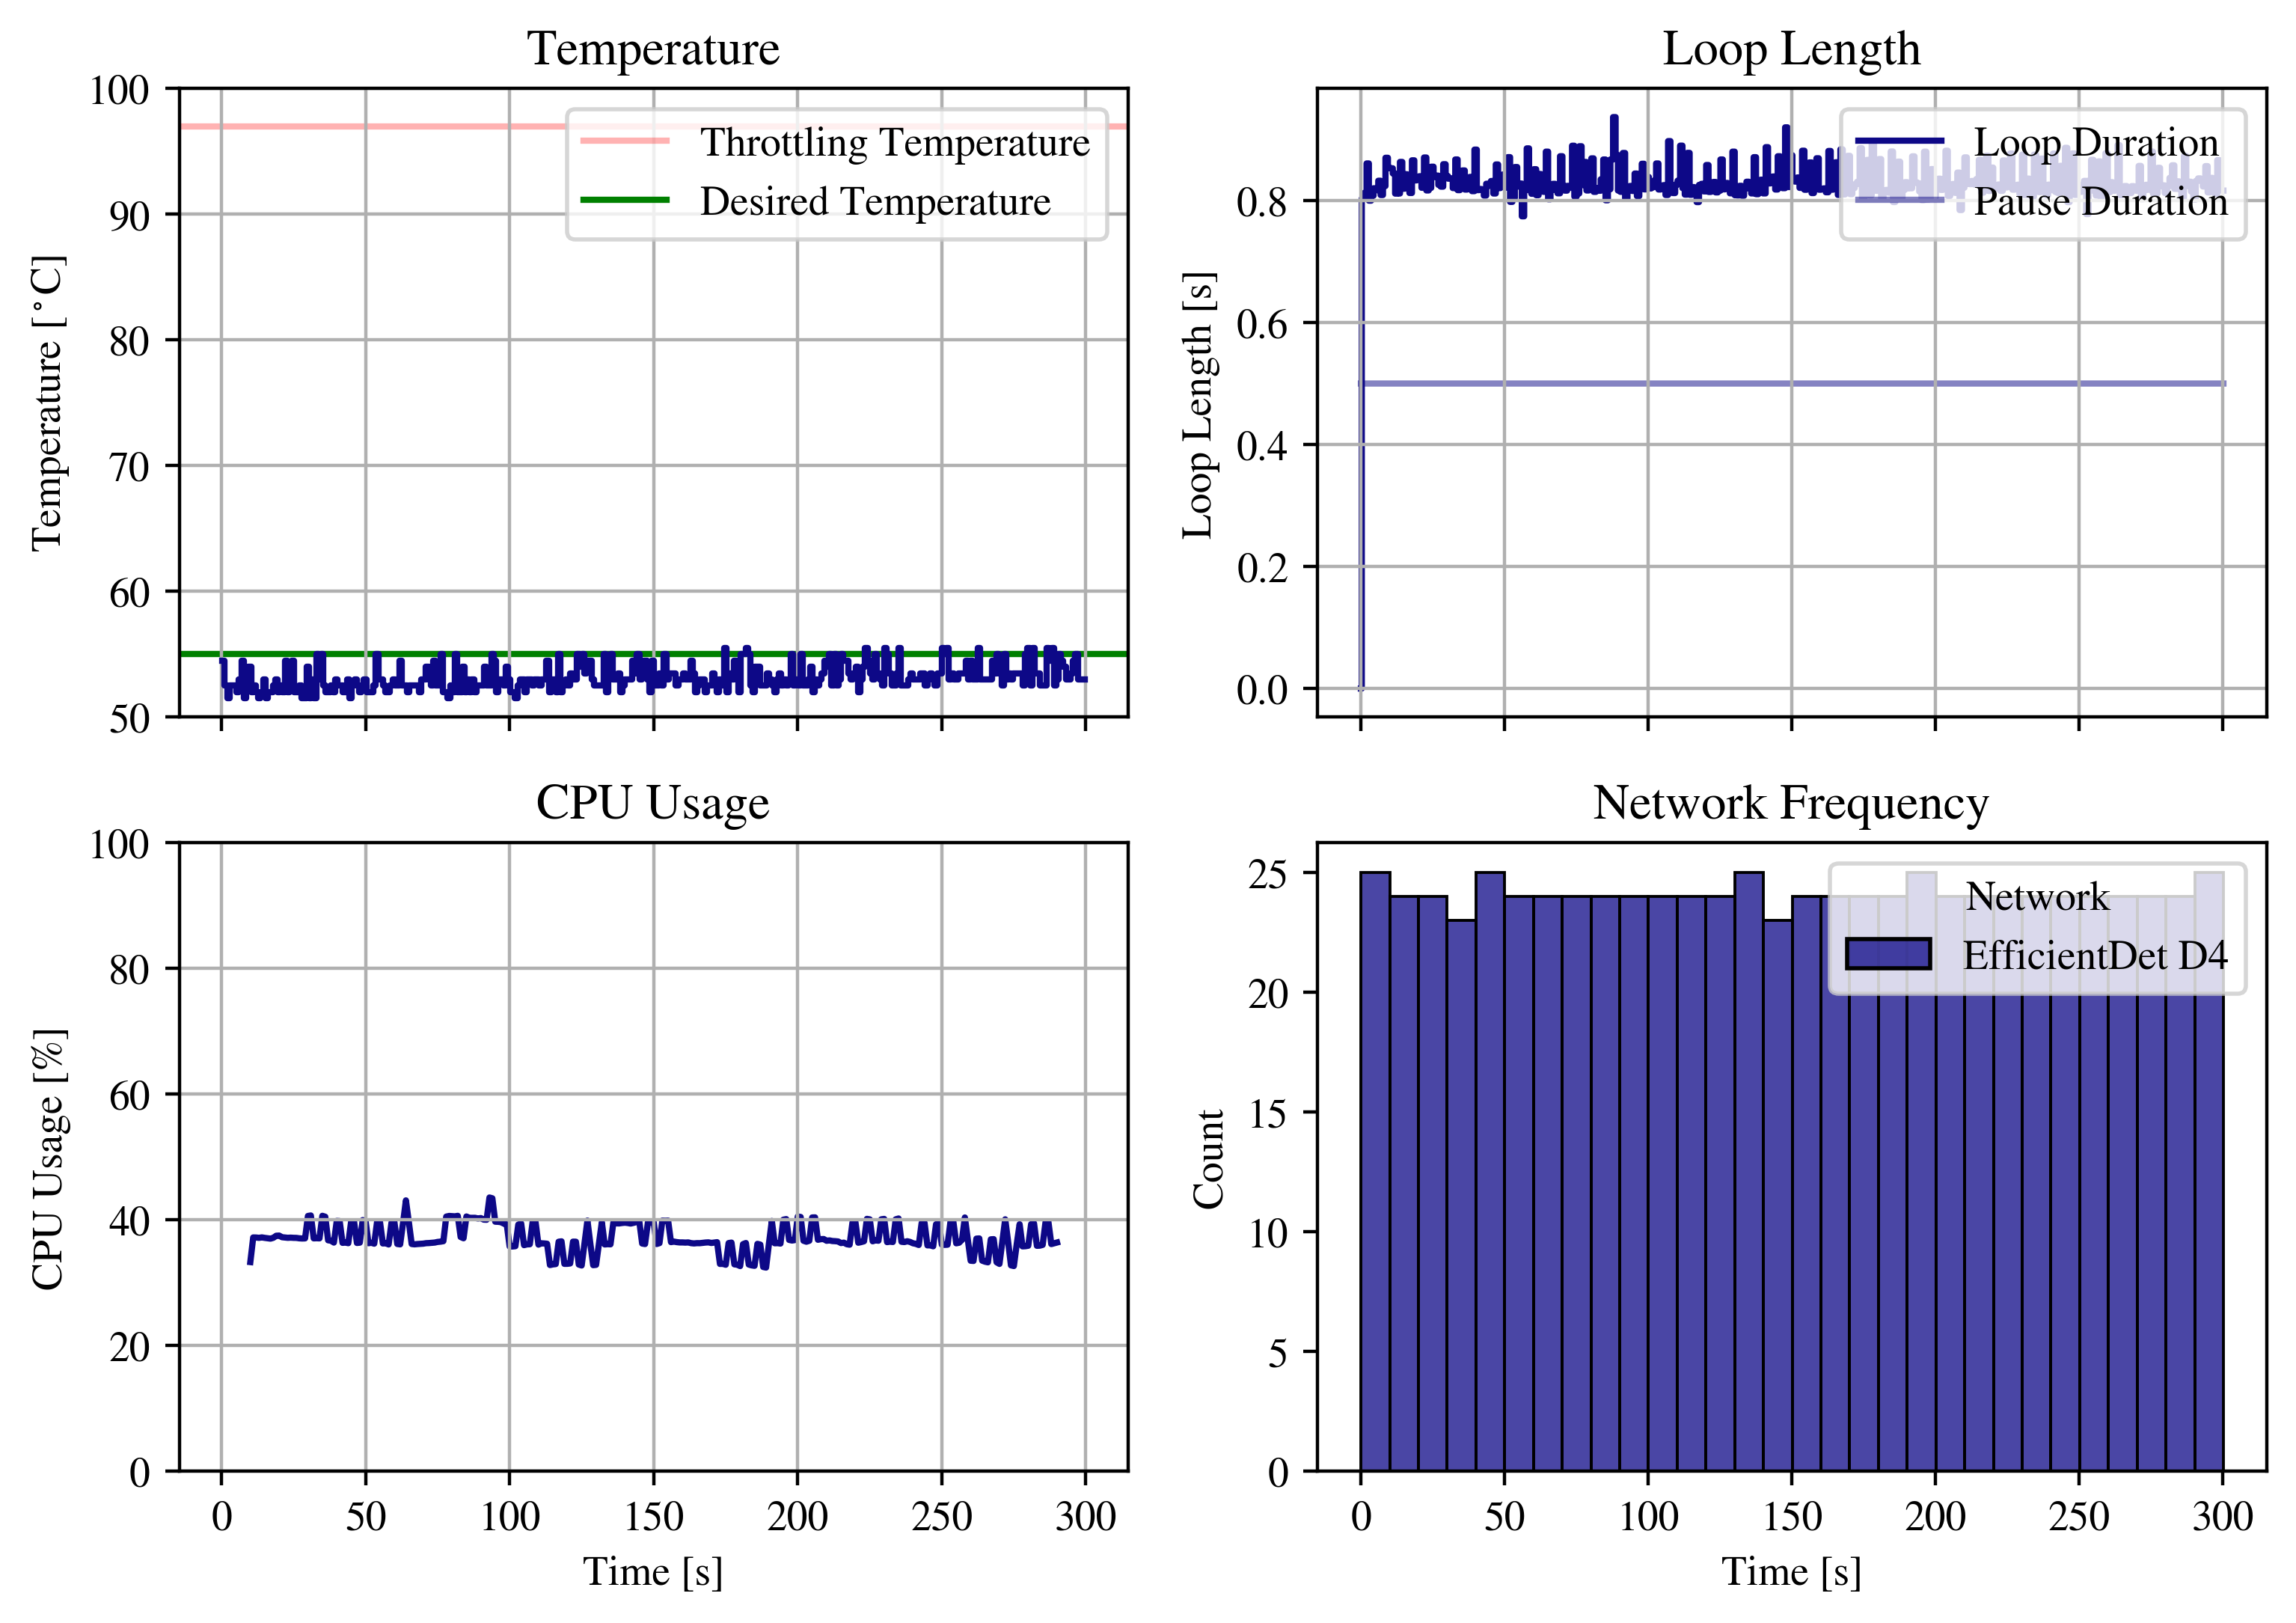 Temperature
100
90
80
70
60
50
Temperature [°C]
Throttling Temperature
Desired Temperature
Loop Length
0.8
0.6
0.4
0.2
0.0
Loop Length [s]
Loop Duration
Pause Duration
CPU Usage
100
80
60
40
20
0
CPU Usage [%]
0 50 100 150 200 250 300
Time [s]
Network Frequency
25
20
15
10
5
0
Count
Network
EfficientDet D4
0 50 100 150 200 250 300
Time [s]